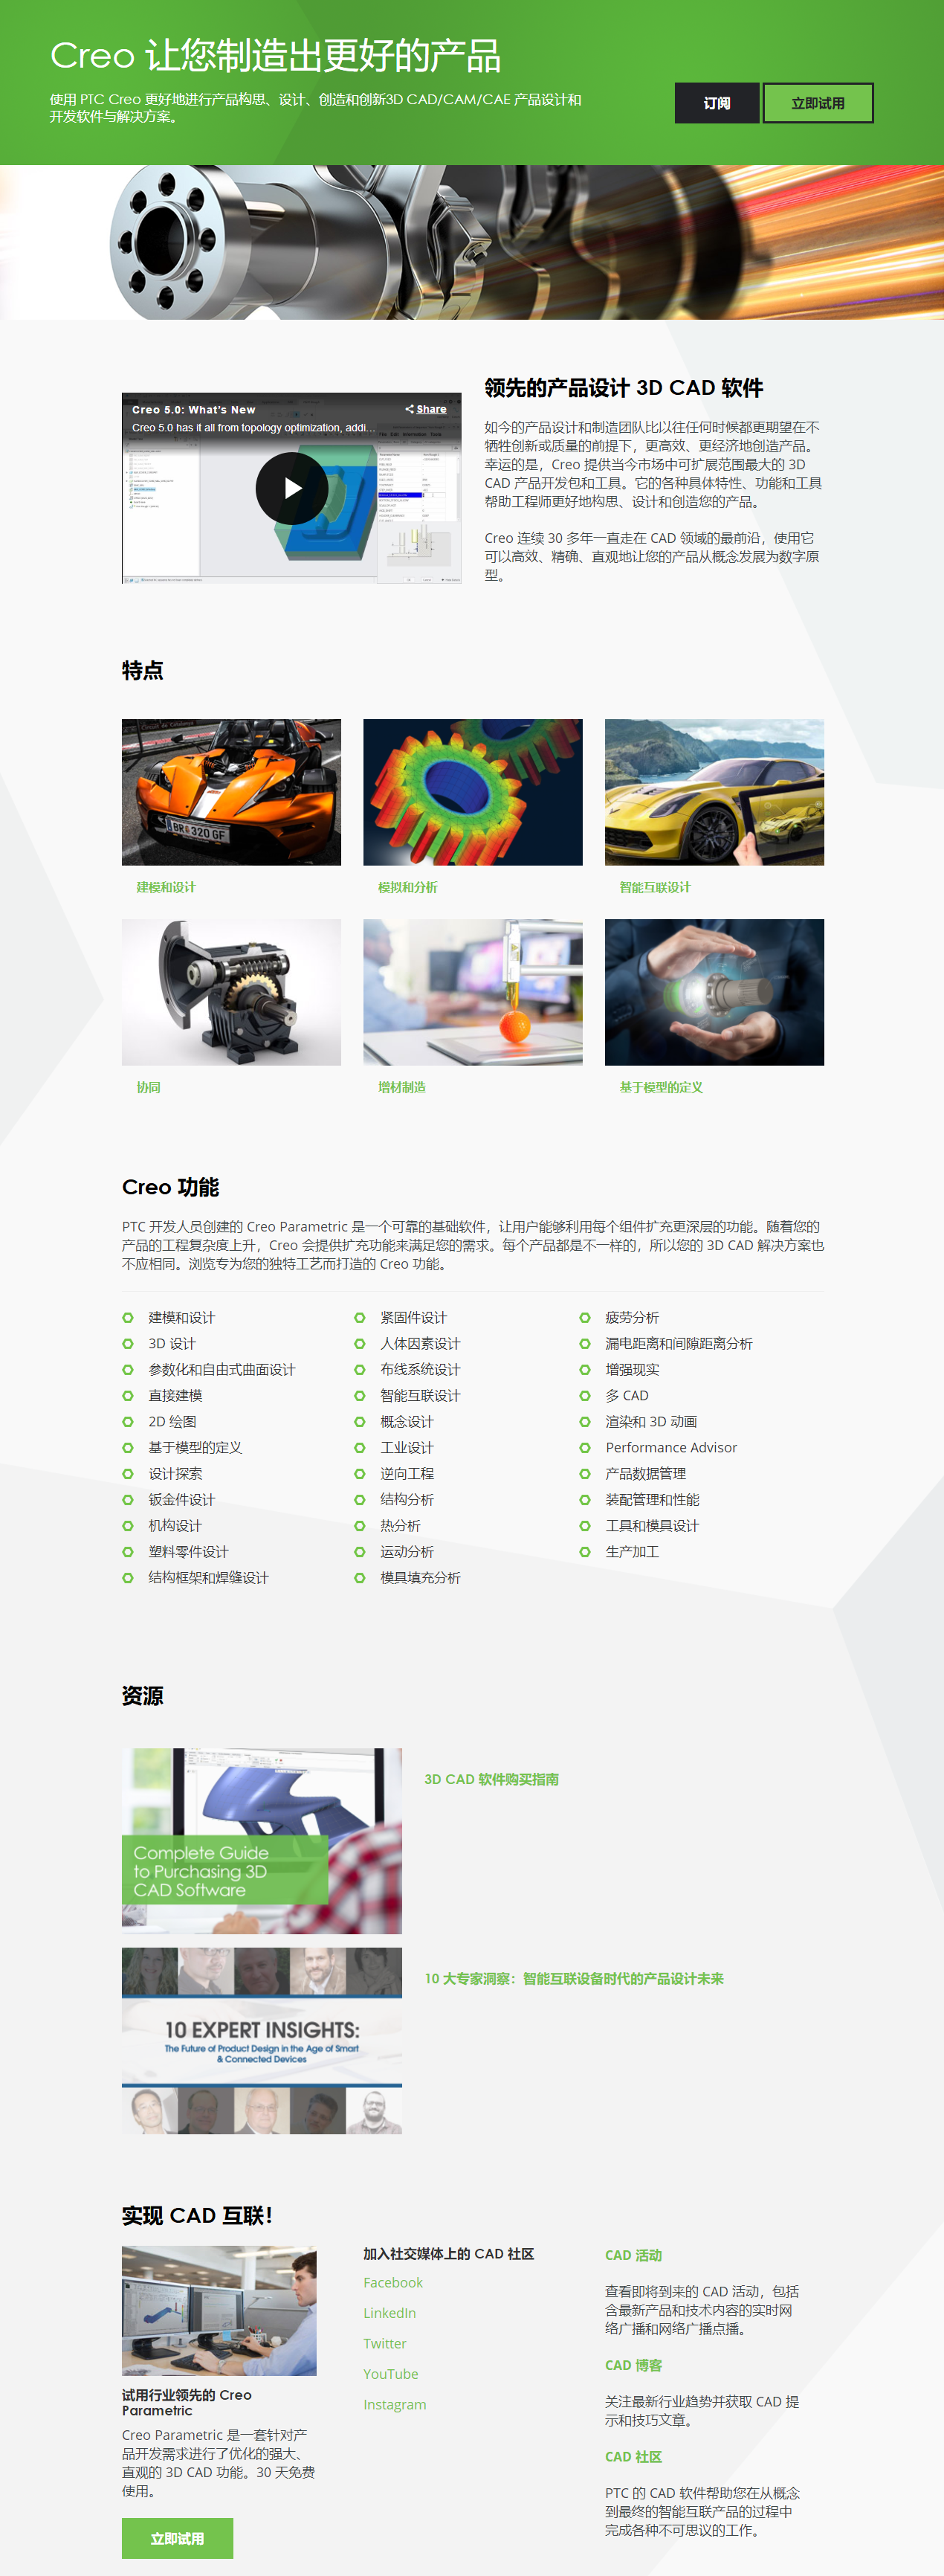 Creo 让您制造出更好的产品
使用 PTC Creo 更好地进行产品构思、设计、创造和创新3D CAD/CAM/CAE 产品设计和
开发软件与解决方案。
订阅
立即试用
Creo 5.0: What's New
Share
Creo 5.0 has it all from topology optimization, addi...
领先的产品设计 3D CAD 软件
如今的产品设计和制造团队比以往任何时候都更期望在不
牺牲创新或质量的前提下，更高效、更经济地创造产品。
幸运的是，Creo 提供当今市场中可扩展范围最大的 3D
CAD 产品开发包和工具。它的各种具体特性、功能和工具
帮助工程师更好地构思、设计和创造您的产品。
Creo 连续 30 多年一直走在 CAD 领域的最前沿，使用它
可以高效、精确、直观地让您的产品从概念发展为数字原
型。
特点
BR 320 GF
建模和设计
模拟和分析
智能互联设计
协同
增材制造
基于模型的定义
Creo 功能
PTC 开发人员创建的 Creo Parametric 是一个可靠的基础软件，让用户能够利用每个组件扩充更深层的功能。随着您的
产品的工程复杂度上升，Creo 会提供扩充功能来满足您的需求。每个产品都是不一样的，所以您的 3D CAD 解决方案也
不应相同。浏览专为您的独特工艺而打造的 Creo 功能。
建模和设计
3D 设计
参数化和自由式曲面设计
直接建模
2D 绘图
基于模型的定义
设计探索
钣金件设计
机构设计
塑料零件设计
结构框架和焊缝设计
紧固件设计
人体因素设计
布线系统设计
智能互联设计
概念设计
工业设计
逆向工程
结构分析
热分析
运动分析
模具填充分析
疲劳分析
漏电距离和间隙距离分析
增强现实
多 CAD
渲染和 3D 动画
Performance Advisor
产品数据管理
装配管理和性能
工具和模具设计
生产加工
资源
Complete Guide
to Purchasing 3D
CAD Software
3D CAD 软件购买指南
10 EXPERT INSIGHTS:
The Future of Product Design in the Age of Smart
& Connected Devices
10 大专家洞察：智能互联设备时代的产品设计未来
实现 CAD 互联！
试用行业领先的 Creo
Parametric
Creo Parametric 是一套针对产
品开发需求进行了优化的强大、
直观的 3D CAD 功能。30 天免费
使用。
立即试用
加入社交媒体上的 CAD 社区
Facebook
LinkedIn
Twitter
YouTube
Instagram
CAD 活动
查看即将到来的 CAD 活动，包括
含最新产品和技术内容的实时网
络广播和网络广播点播。
CAD 博客
关注最新行业趋势并获取 CAD 提
示和技巧文章。
CAD 社区
PTC 的 CAD 软件帮助您在从概念
到最终的智能互联产品的过程中
完成各种不可思议的工作。